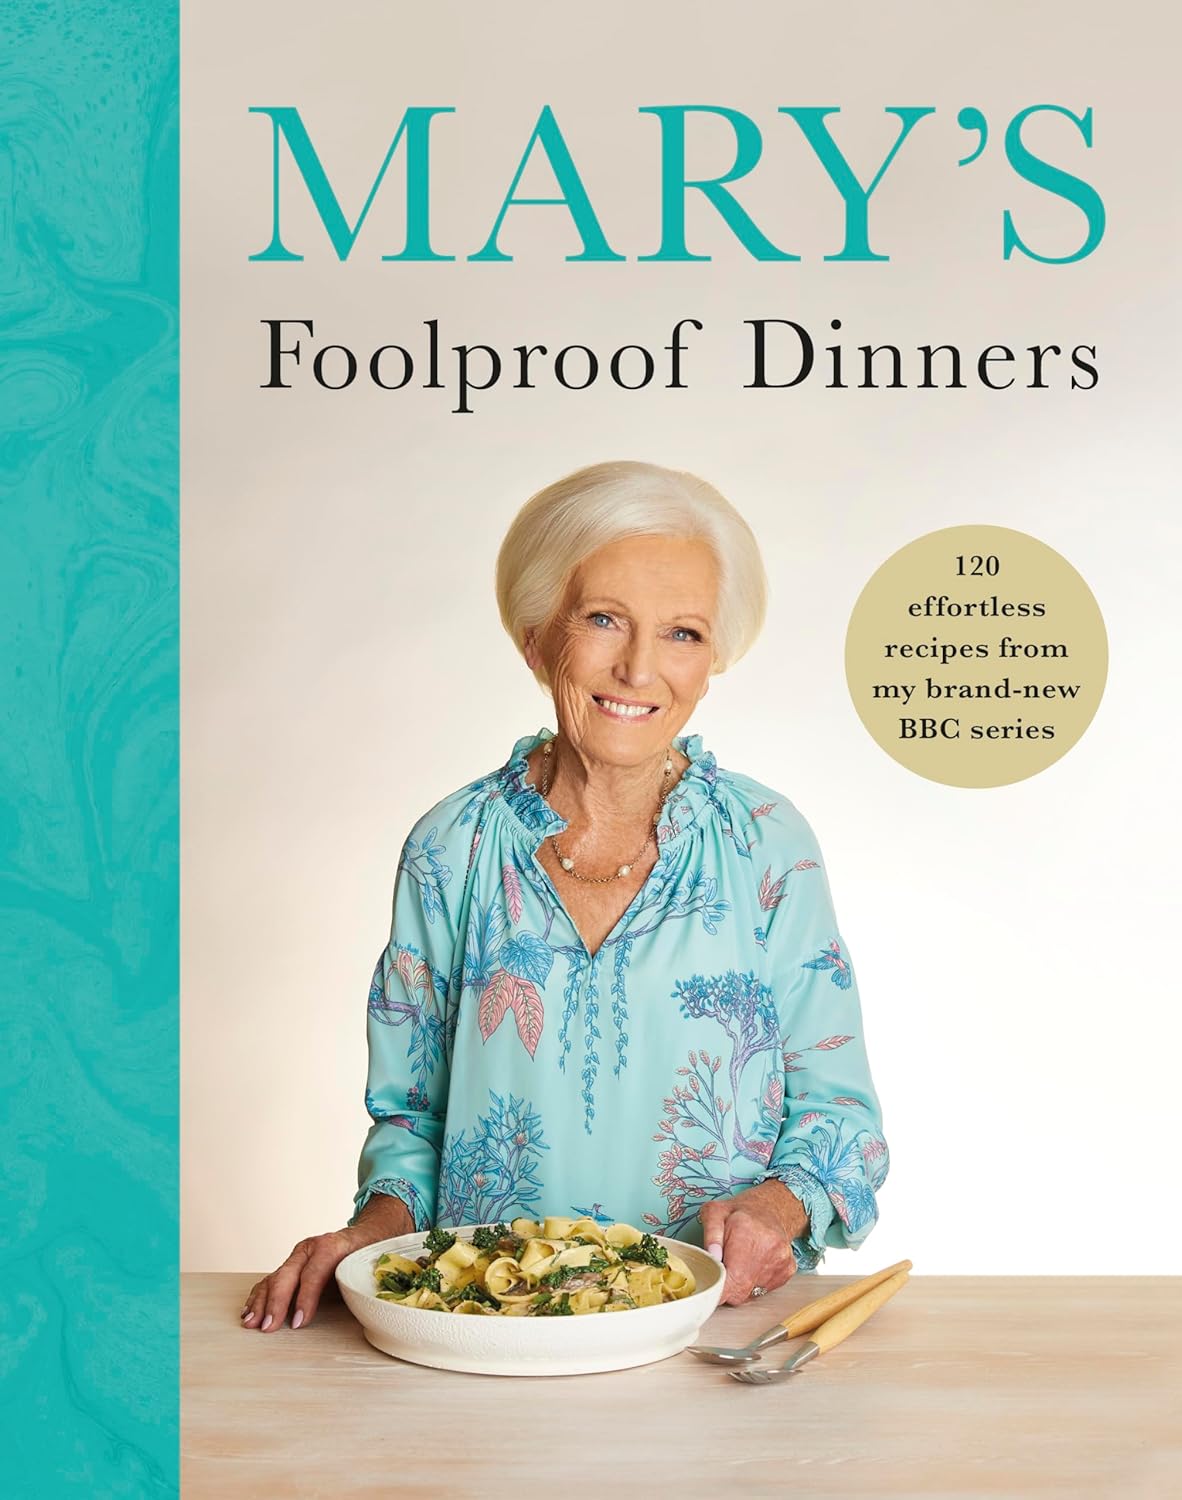 MARY’S
Foolproof Dinners
120
effortless
recipes from
my brand-new
BBC series